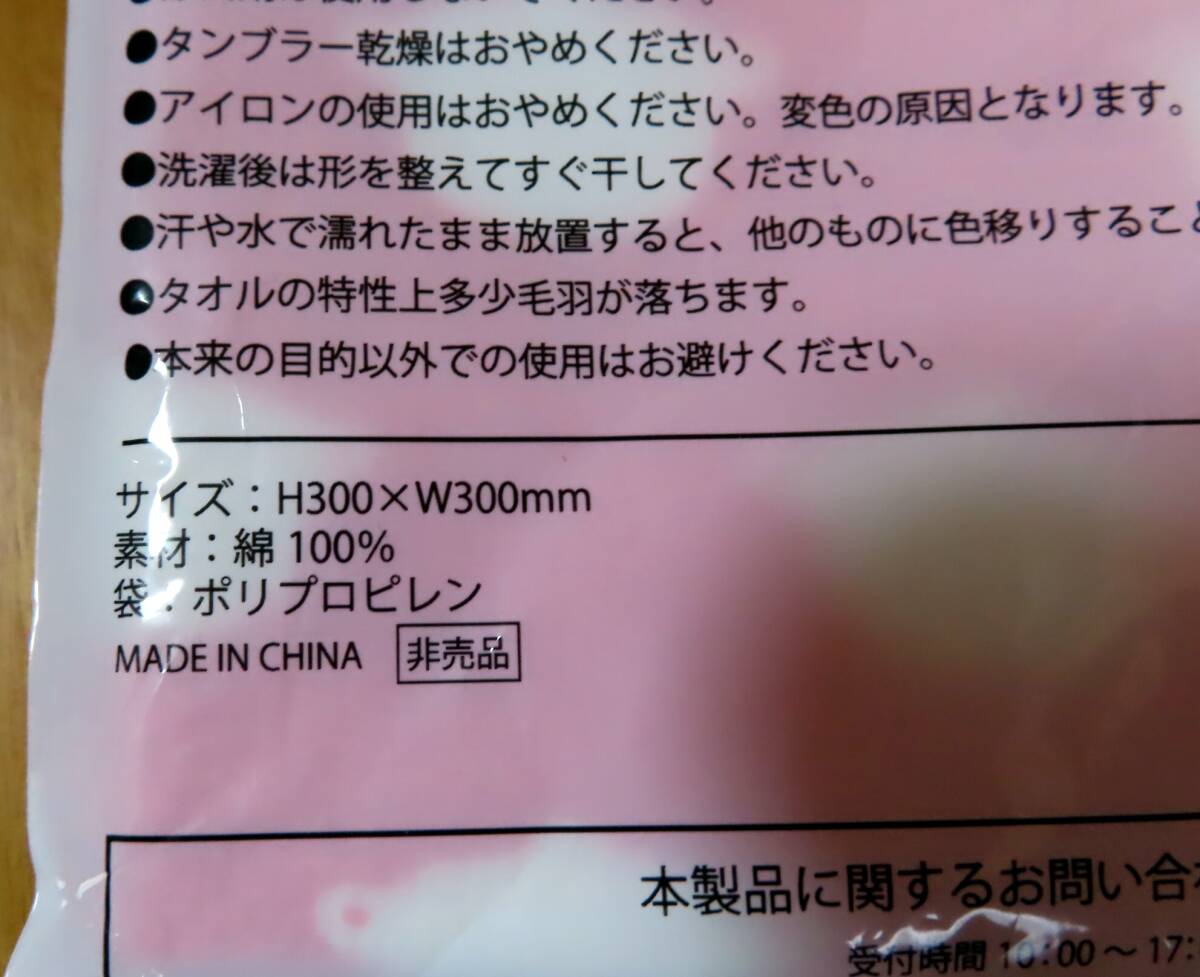 ●タンブラー乾燥はおやめください。
●アイロンの使用はおやめください。変色の原因となります。
●洗濯後は形を整えてすぐ干してください。
●汗や水で濡れたまま放置すると、他のものに色移りすること
●タオルの特性上多少毛羽が落ちます。
●本来の目的以外での使用はお避けください。
サイズ：H300×W300mm
素材：綿 100%
袋：ポリプロピレン
MADE IN CHINA 非売品
本製品に関するお問い合
受付時間 10：00～17：